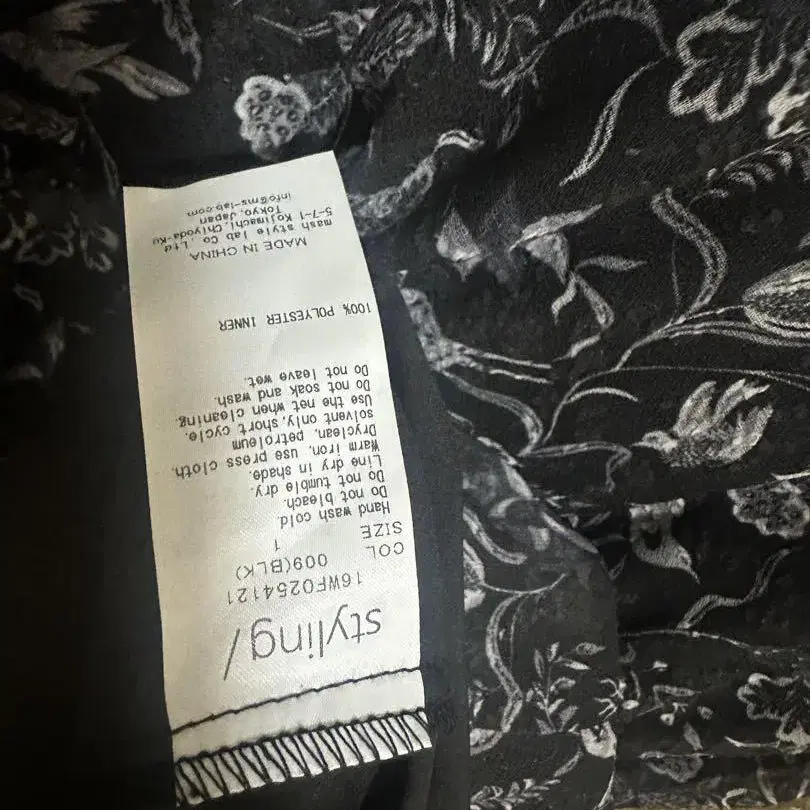 styling/
16WFO254121
COL 009(BLK)
SIZE 1
Hand wash cold.
Do not bleach.
Do not tumble dry.
Line dry in shade.
Warm iron, use press cloth.
Dryclean, petroleum
solvent only, short cycle.
Use the net when cleaning.
Do not soak and wash.
Do not leave wet.
100% POLYESTER INNER
MADE IN CHINA
mash style lab Co.,Ltd
5-7-1 Kojimachi,Chiyoda-Ku
Tokyo, Japan
info@ms-lab.com